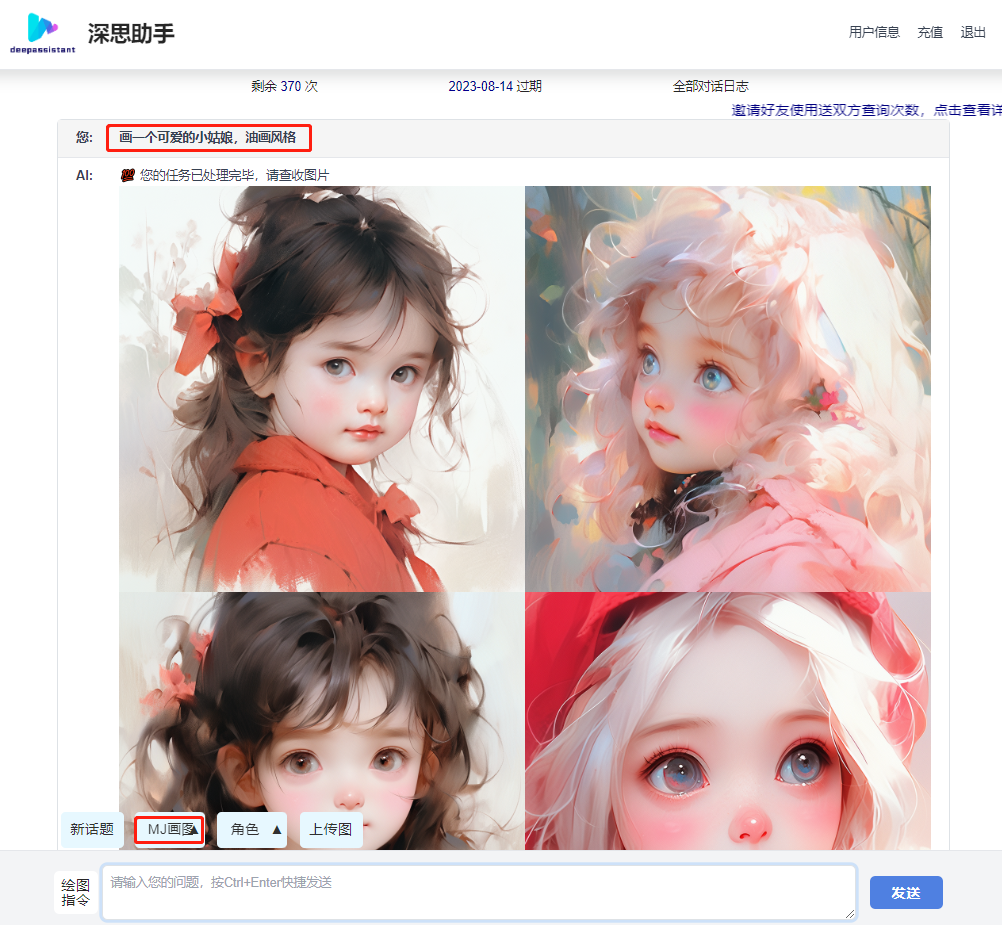 deepassistant
深思助手
用户信息 充值 退出
剩余 370 次 2023-08-14 过期 全部对话日志
邀请好友使用送双方查询次数，点击查看详
您: 画一个可爱的小姑娘，油画风格
AI: 💯 您的任务已处理完毕，请查收图片
新话题 MJ画图▲ 角色 ▲ 上传图
绘图
指令
请输入您的问题，按Ctrl+Enter快捷发送
发送